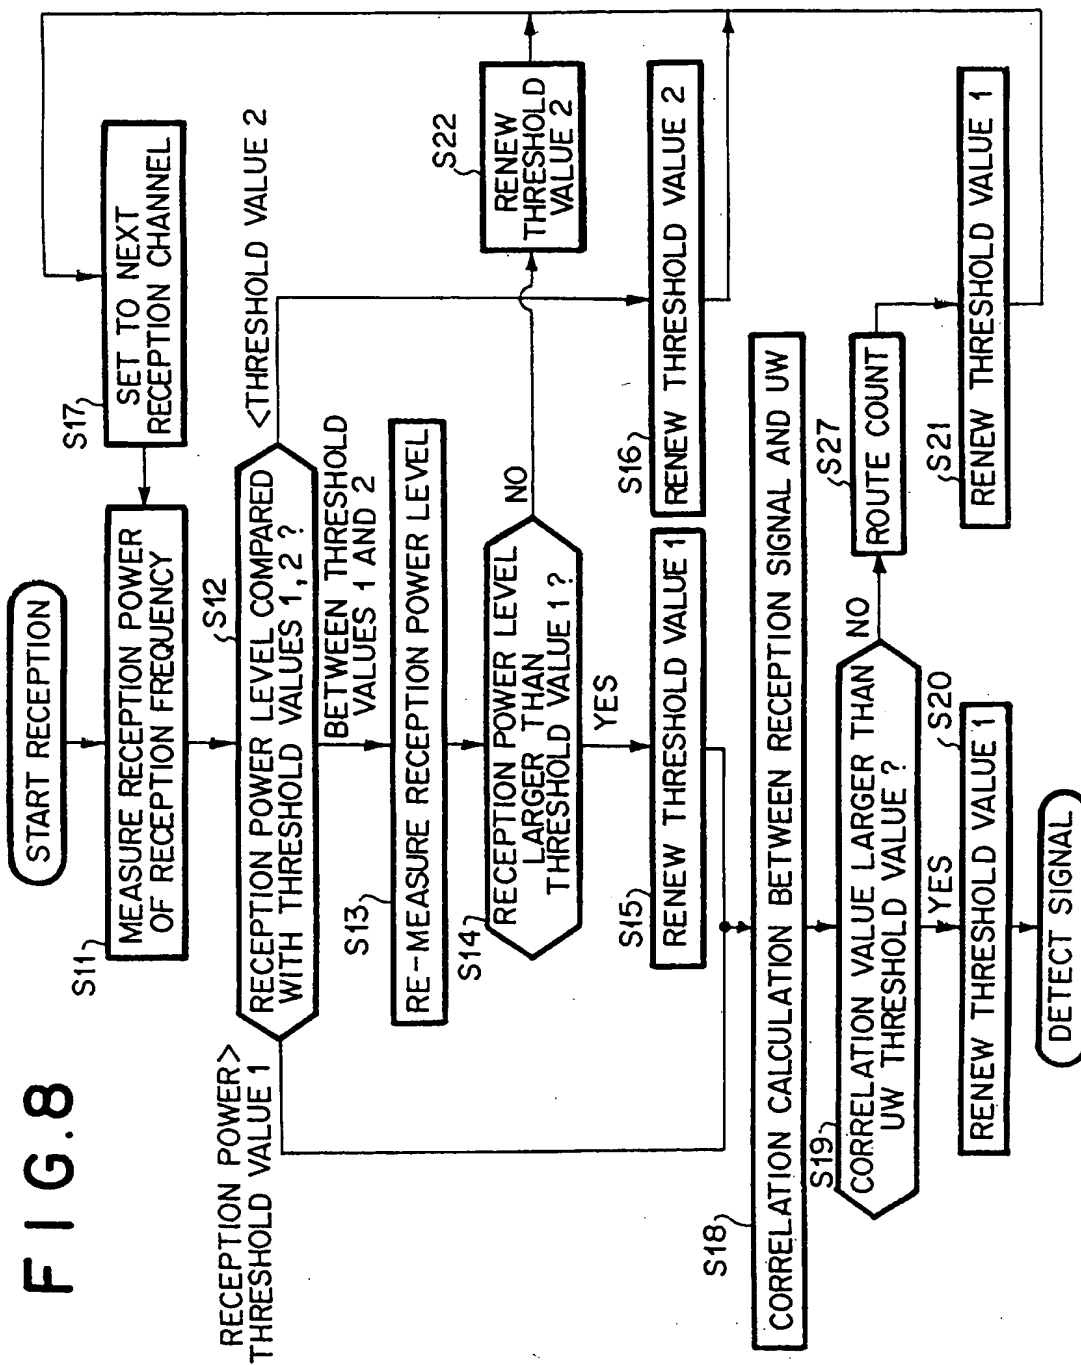 FIG.8
START RECEPTION
S11
MEASURE RECEPTION POWER
OF RECEPTION FREQUENCY
S17
SET TO NEXT
RECEPTION CHANNEL
S12
RECEPTION POWER LEVEL COMPARED
WITH THRESHOLD VALUES 1, 2 ?
RECEPTION POWER>
THRESHOLD VALUE 1
<THRESHOLD VALUE 2
BETWEEN THRESHOLD
VALUES 1 AND 2
S13
RE-MEASURE RECEPTION POWER LEVEL
S14
RECEPTION POWER LEVEL
LARGER THAN
THRESHOLD VALUE 1 ?
NO
S22
RENEW
THRESHOLD
VALUE 2
YES
S15
RENEW THRESHOLD VALUE 1
S16
RENEW THRESHOLD VALUE 2
S18
CORRELATION CALCULATION BETWEEN RECEPTION SIGNAL AND UW
S19
CORRELATION VALUE LARGER THAN
UW THRESHOLD VALUE ?
NO
S27
ROUTE COUNT
YES
S20
RENEW THRESHOLD VALUE 1
S21
RENEW THRESHOLD VALUE 1
DETECT SIGNAL